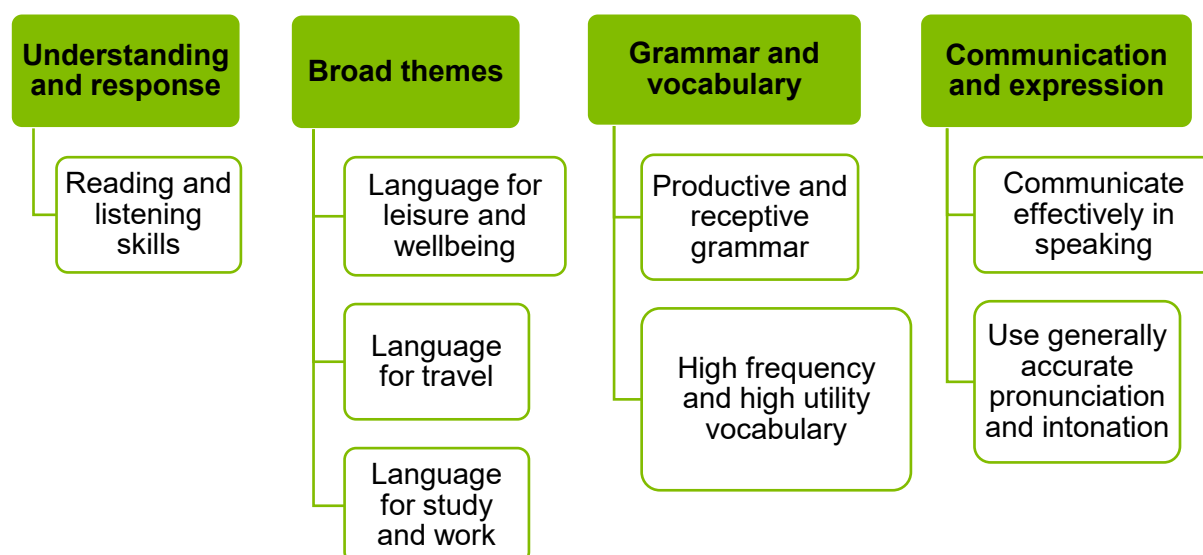 Understanding
and response
Reading and
listening
skills
Broad themes
Language for
leisure and
wellbeing
Language
for travel
Language
for study
and work
Grammar and
vocabulary
Productive and
receptive
grammar
High frequency
and high utility
vocabulary
Communication
and expression
Communicate
effectively in
speaking
Use generally
accurate
pronunciation
and intonation